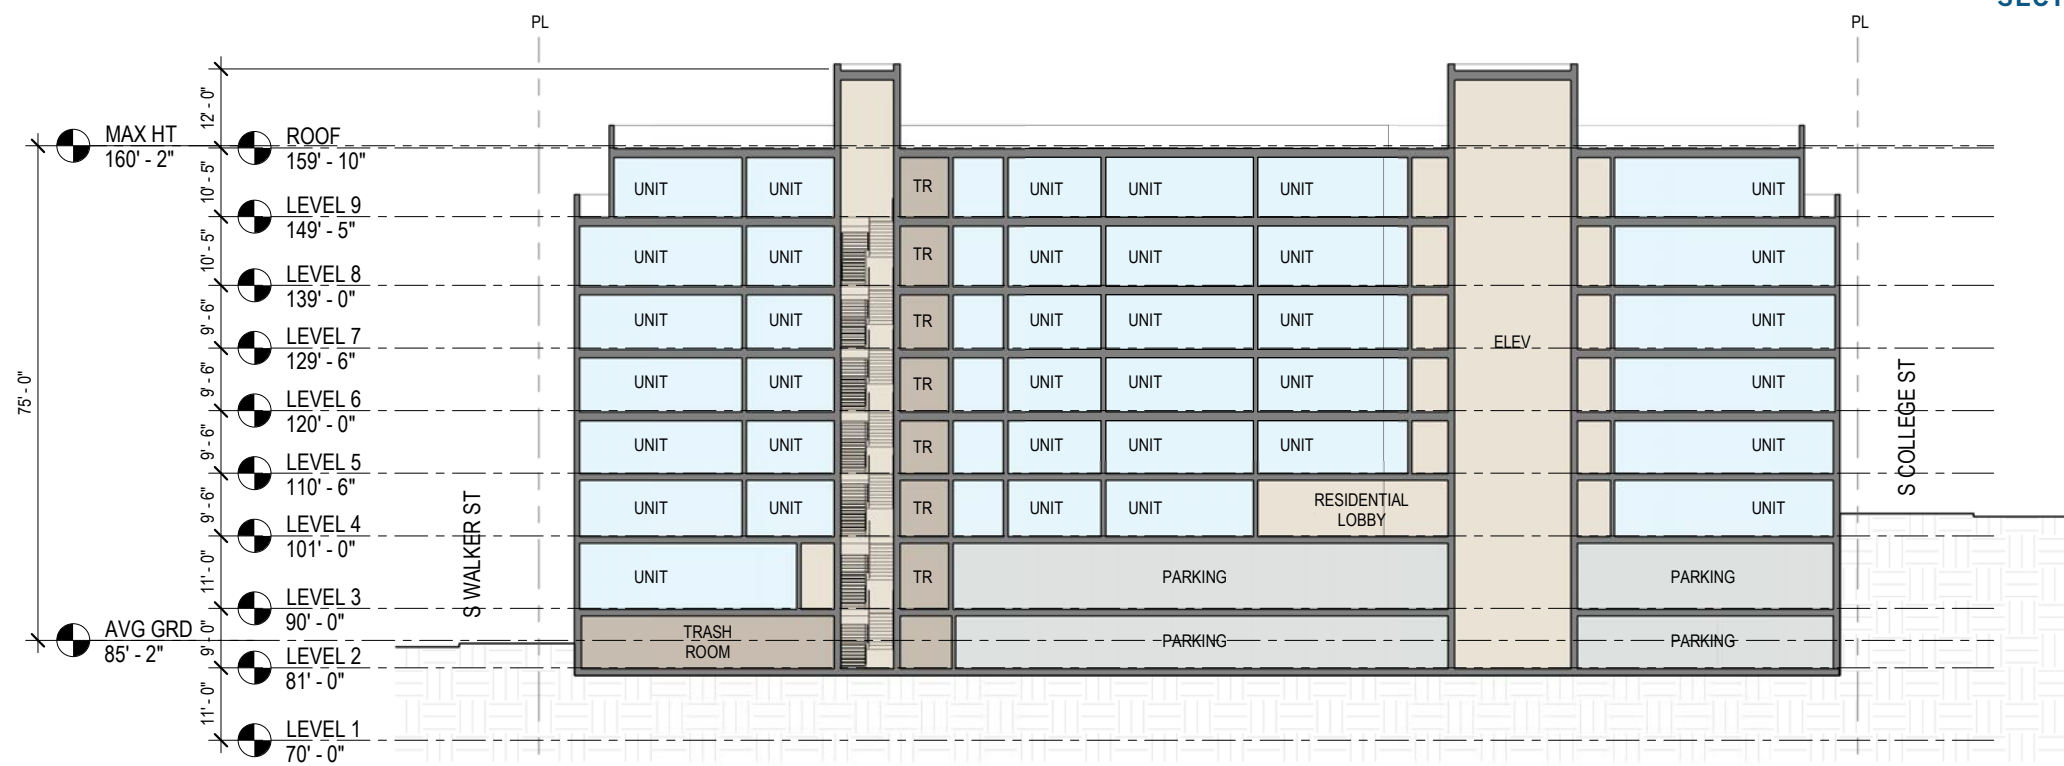 PL
PL
12' - 0"
MAX HT
160' - 2"
ROOF
159' - 10"
10' - 5"
UNIT UNIT TR UNIT UNIT UNIT UNIT
LEVEL 9
149' - 5"
10' - 5"
UNIT UNIT TR UNIT UNIT UNIT UNIT
LEVEL 8
139' - 0"
9' - 6"
UNIT UNIT TR UNIT UNIT UNIT UNIT
ELEV
LEVEL 7
129' - 6"
9' - 6"
75' - 0"
UNIT UNIT TR UNIT UNIT UNIT UNIT
LEVEL 6
120' - 0"
9' - 6"
UNIT UNIT TR UNIT UNIT UNIT UNIT
S COLLEGE ST
LEVEL 5
110' - 6"
9' - 6"
UNIT UNIT TR UNIT UNIT RESIDENTIAL UNIT
LOBBY
LEVEL 4
101' - 0"
S WALKER ST
11' - 0"
UNIT TR PARKING PARKING
LEVEL 3
90' - 0"
AVG GRD
85' - 2"
9' - 0"
TRASH
ROOM
PARKING PARKING
LEVEL 2
81' - 0"
11' - 0"
LEVEL 1
70' - 0"